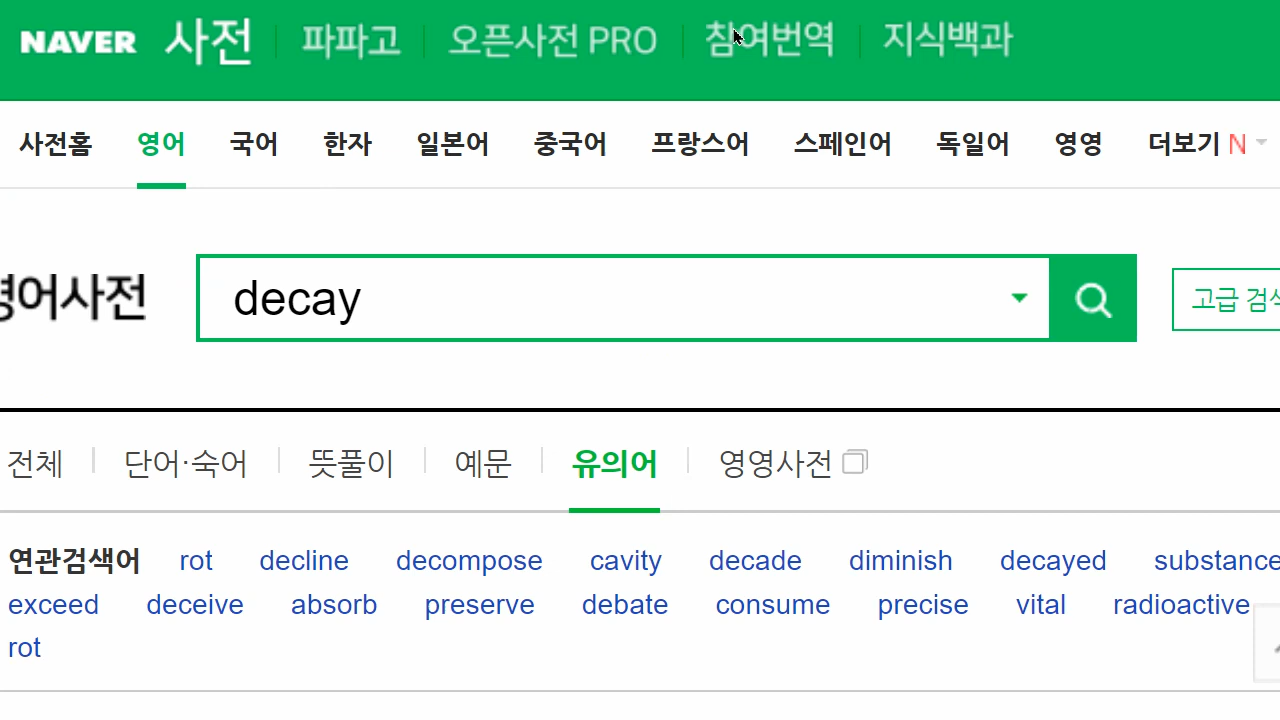 NAVER 사전 파파고 오픈사전 PRO 참여번역 지식백과
사전홈 영어 국어 한자 일본어 중국어 프랑스어 스페인어 독일어 영영 더보기 N
영어사전 decay 고급 검색
전체 단어·숙어 뜻풀이 예문 유의어 영영사전
연관검색어 rot decline decompose cavity decade diminish decayed substance
exceed deceive absorb preserve debate consume precise vital radioactive
rot